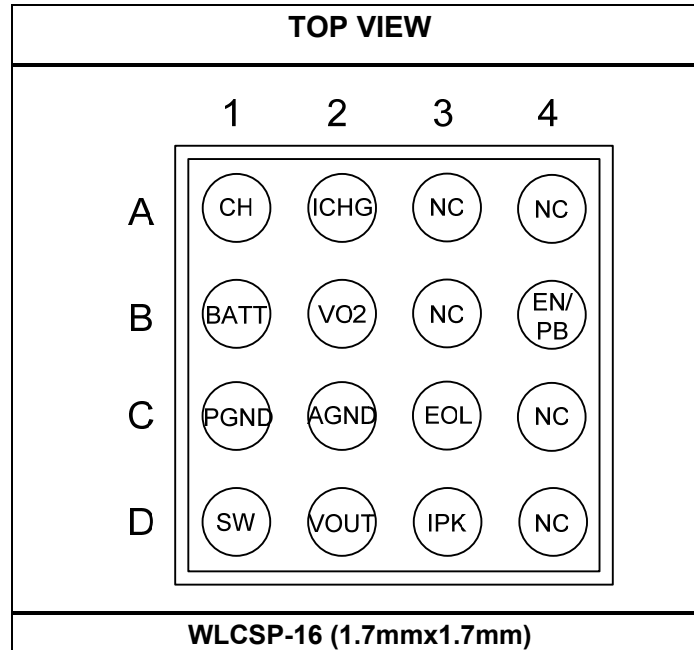 TOP VIEW
1 2 3 4
A CH ICHG NC NC
B BATT VO2 NC EN/
PB
C PGND AGND EOL NC
D SW VOUT IPK NC
WLCSP-16 (1.7mmx1.7mm)